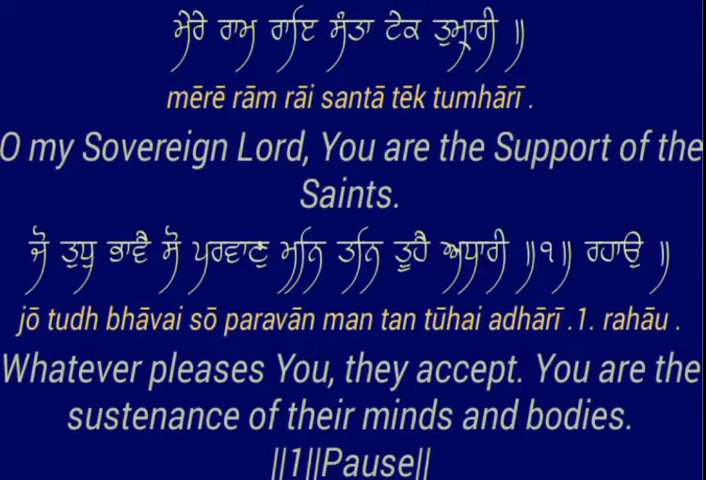 ਮੇਰੇ ਰਾਮ ਰਾਇ ਸੰਤਾ ਟੇਕ ਤੁਮ੍ਹਾਰੀ ॥
mērē rām rāi santā tēk tumhārī .
O my Sovereign Lord, You are the Support of the
Saints.
ਜੋ ਤੁਧੁ ਭਾਵੈ ਸੋ ਪਰਵਾਣੁ ਮਨਿ ਤਨਿ ਤੂਹੈ ਅਧਾਰੀ ॥੧॥ ਰਹਾਉ ॥
jō tudh bhāvai sō paravān man tan tūhai adhārī .1. rahāu .
Whatever pleases You, they accept. You are the
sustenance of their minds and bodies.
||1||Pause||